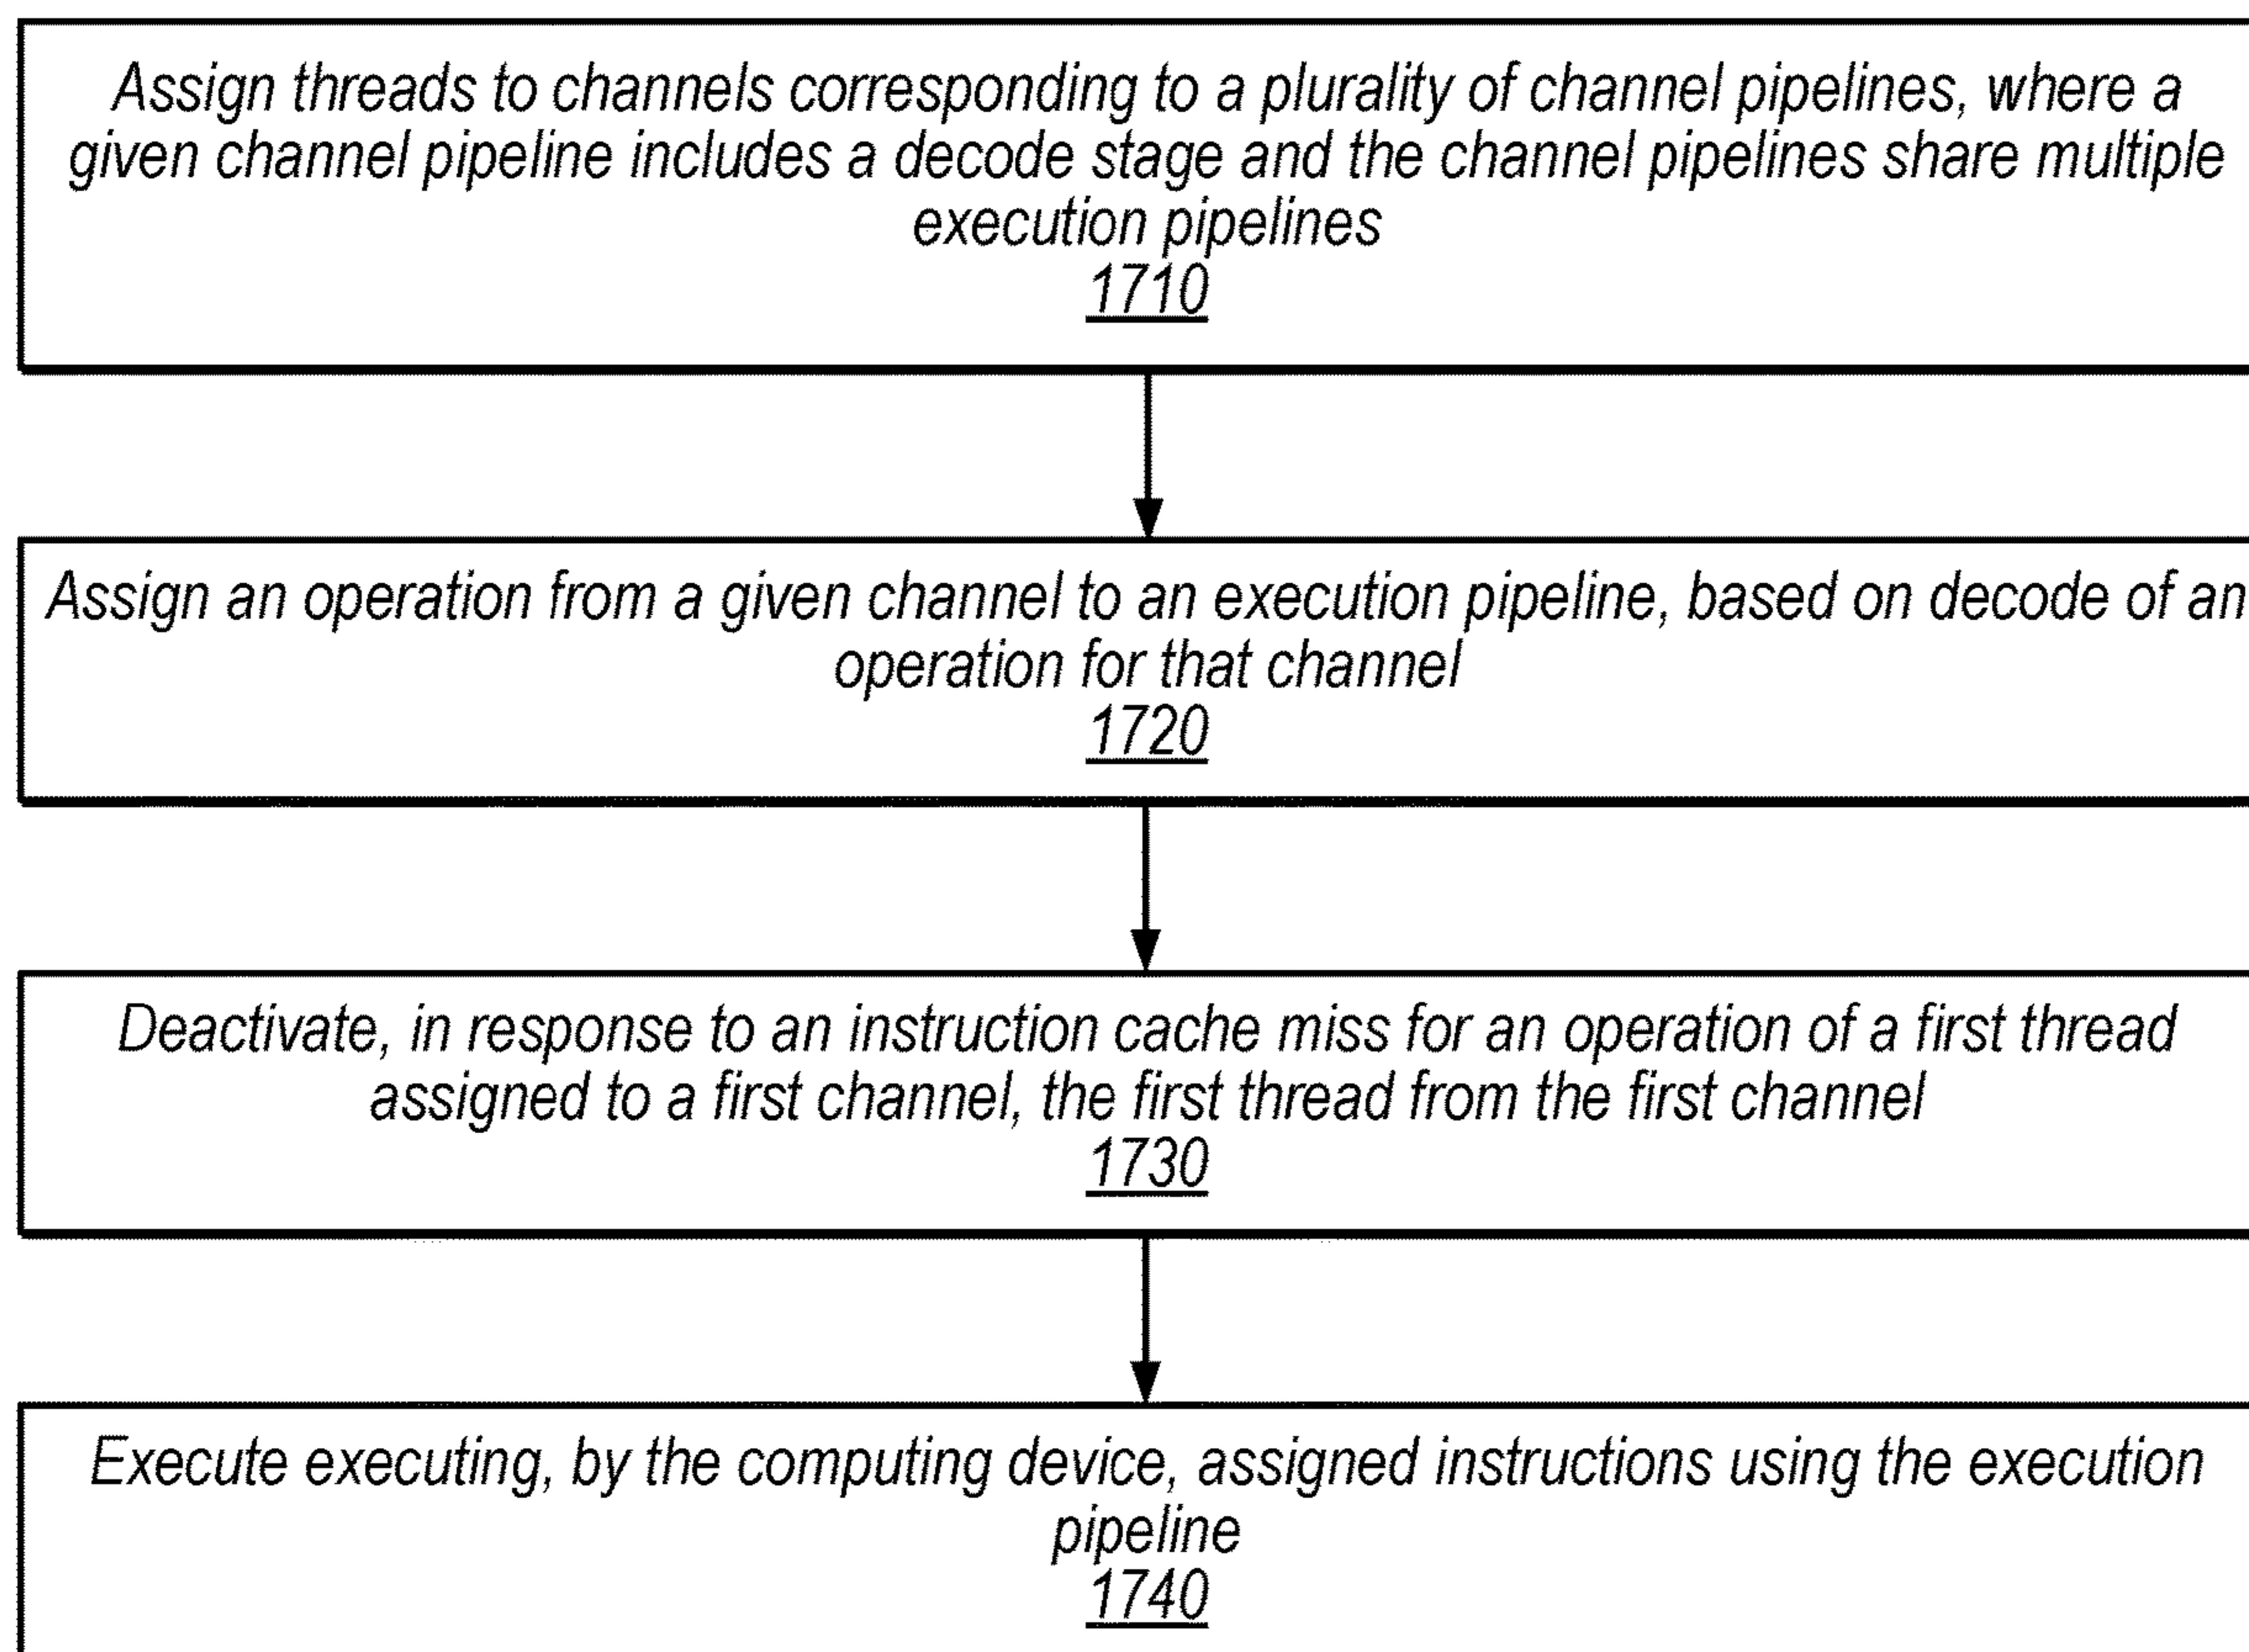 Assign threads to channels corresponding to a plurality of channel pipelines, where a
given channel pipeline includes a decode stage and the channel pipelines share multiple
execution pipelines
1710
Assign an operation from a given channel to an execution pipeline, based on decode of an
operation for that channel
1720
Deactivate, in response to an instruction cache miss for an operation of a first thread
assigned to a first channel, the first thread from the first channel
1730
Execute executing, by the computing device, assigned instructions using the execution
pipeline
1740